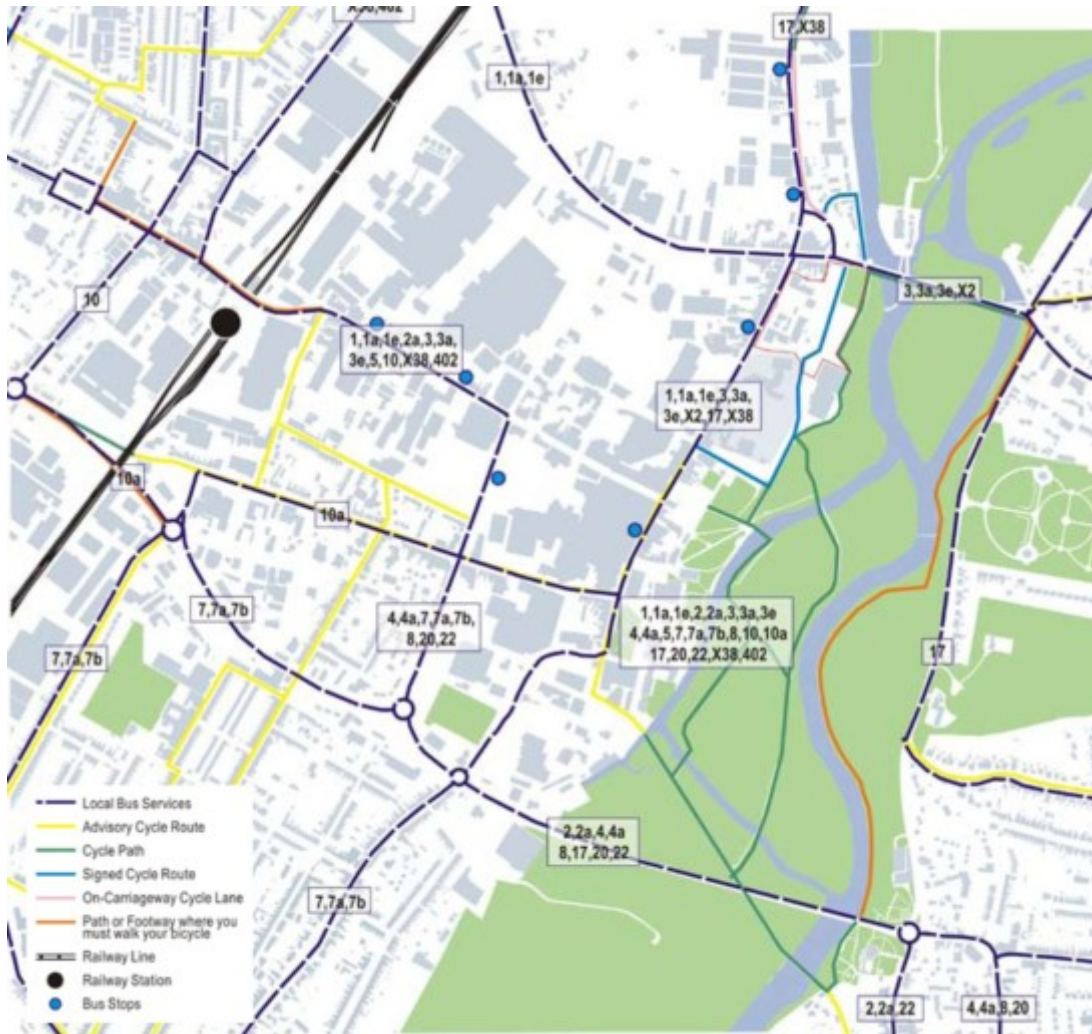 X38,402
17,X38
1,1a,1e
10
3,3a,3e,X2
1,1a,1e,2a,3,3a,
3e,5,10,X38,402
1,1a,1e,3,3a,
3e,X2,17,X38
10a
10a
7,7a,7b
4,4a,7,7a,7b,
8,20,22
1,1a,1e,2,2a,3,3a,3e
4,4a,5,7,7a,7b,8,10,10a
17,20,22,X38,402
7,7a,7b
17
2,2a,4,4a
8,17,20,22
7,7a,7b
2,2a,22
4,4a,8,20
Local Bus Services
Advisory Cycle Route
Cycle Path
Signed Cycle Route
On-Carriageway Cycle Lane
Path or Footway where you
must walk your bicycle
Railway Line
Railway Station
Bus Stops